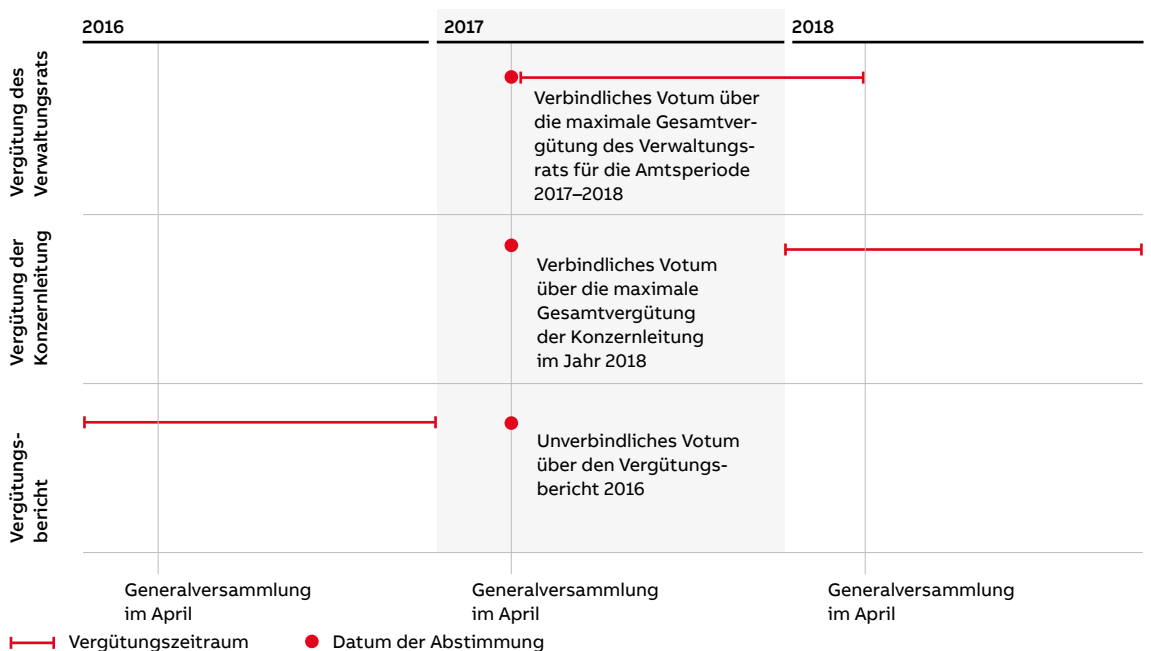 2016
2017
2018
Vergütung des
Verwaltungsrats
Verbindliches Votum über
die maximale Gesamtver-
gütung des Verwaltungs-
rats für die Amtsperiode
2017–2018
Vergütung der
Konzernleitung
Verbindliches Votum
über die maximale
Gesamtvergütung
der Konzernleitung
im Jahr 2018
Vergütungs-
bericht
Unverbindliches Votum
über den Vergütungs-
bericht 2016
Generalversammlung
im April
Generalversammlung
im April
Generalversammlung
im April
Vergütungszeitraum
Datum der Abstimmung